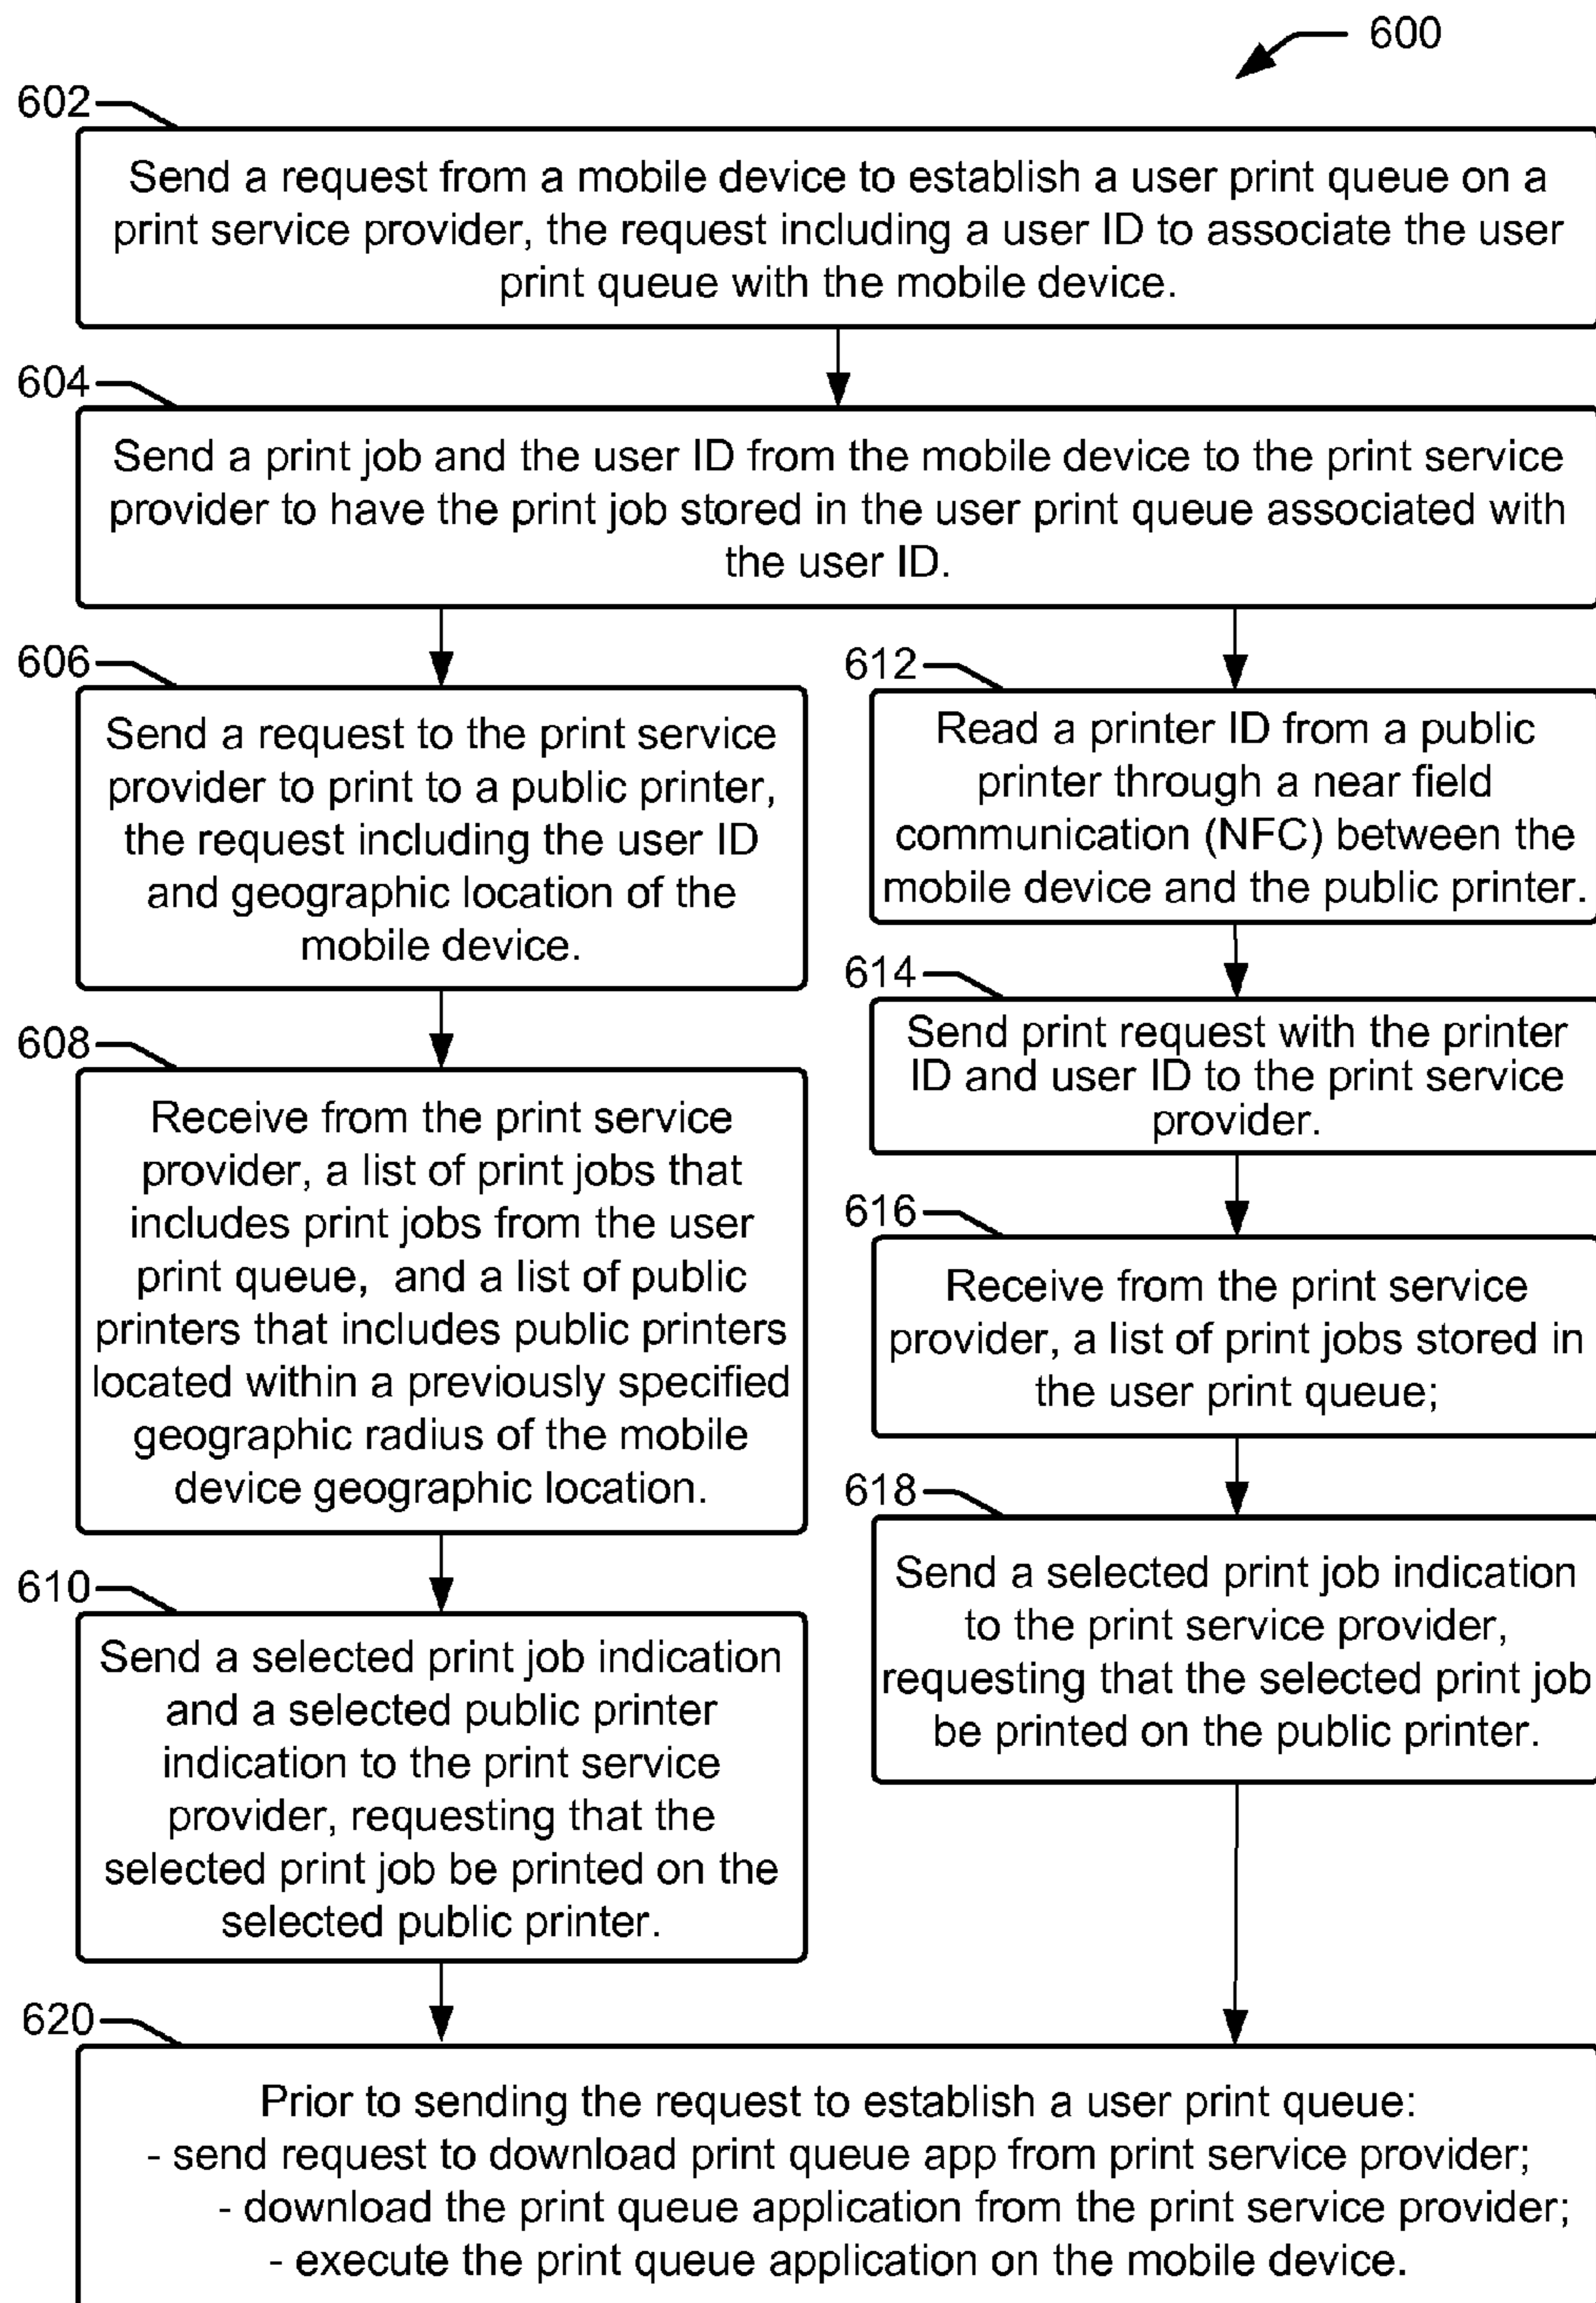 600
602
Send a request from a mobile device to establish a user print queue on a
print service provider, the request including a user ID to associate the user
print queue with the mobile device.
604
Send a print job and the user ID from the mobile device to the print service
provider to have the print job stored in the user print queue associated with
the user ID.
606
Send a request to the print service
provider to print to a public printer,
the request including the user ID
and geographic location of the
mobile device.
608
Receive from the print service
provider, a list of print jobs that
includes print jobs from the user
print queue, and a list of public
printers that includes public printers
located within a previously specified
geographic radius of the mobile
device geographic location.
610
Send a selected print job indication
and a selected public printer
indication to the print service
provider, requesting that the
selected print job be printed on the
selected public printer.
612
Read a printer ID from a public
printer through a near field
communication (NFC) between the
mobile device and the public printer.
614
Send print request with the printer
ID and user ID to the print service
provider.
616
Receive from the print service
provider, a list of print jobs stored in
the user print queue;
618
Send a selected print job indication
to the print service provider,
requesting that the selected print job
be printed on the public printer.
620
Prior to sending the request to establish a user print queue:
- send request to download print queue app from print service provider;
- download the print queue application from the print service provider;
- execute the print queue application on the mobile device.